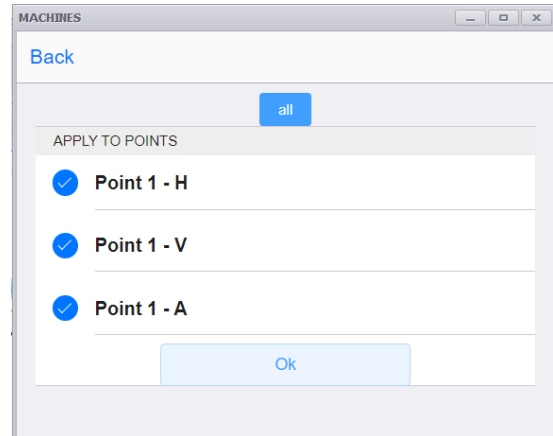 MACHINES
Back
all
APPLY TO POINTS
Point 1 - H
Point 1 - V
Point 1 - A
Ok